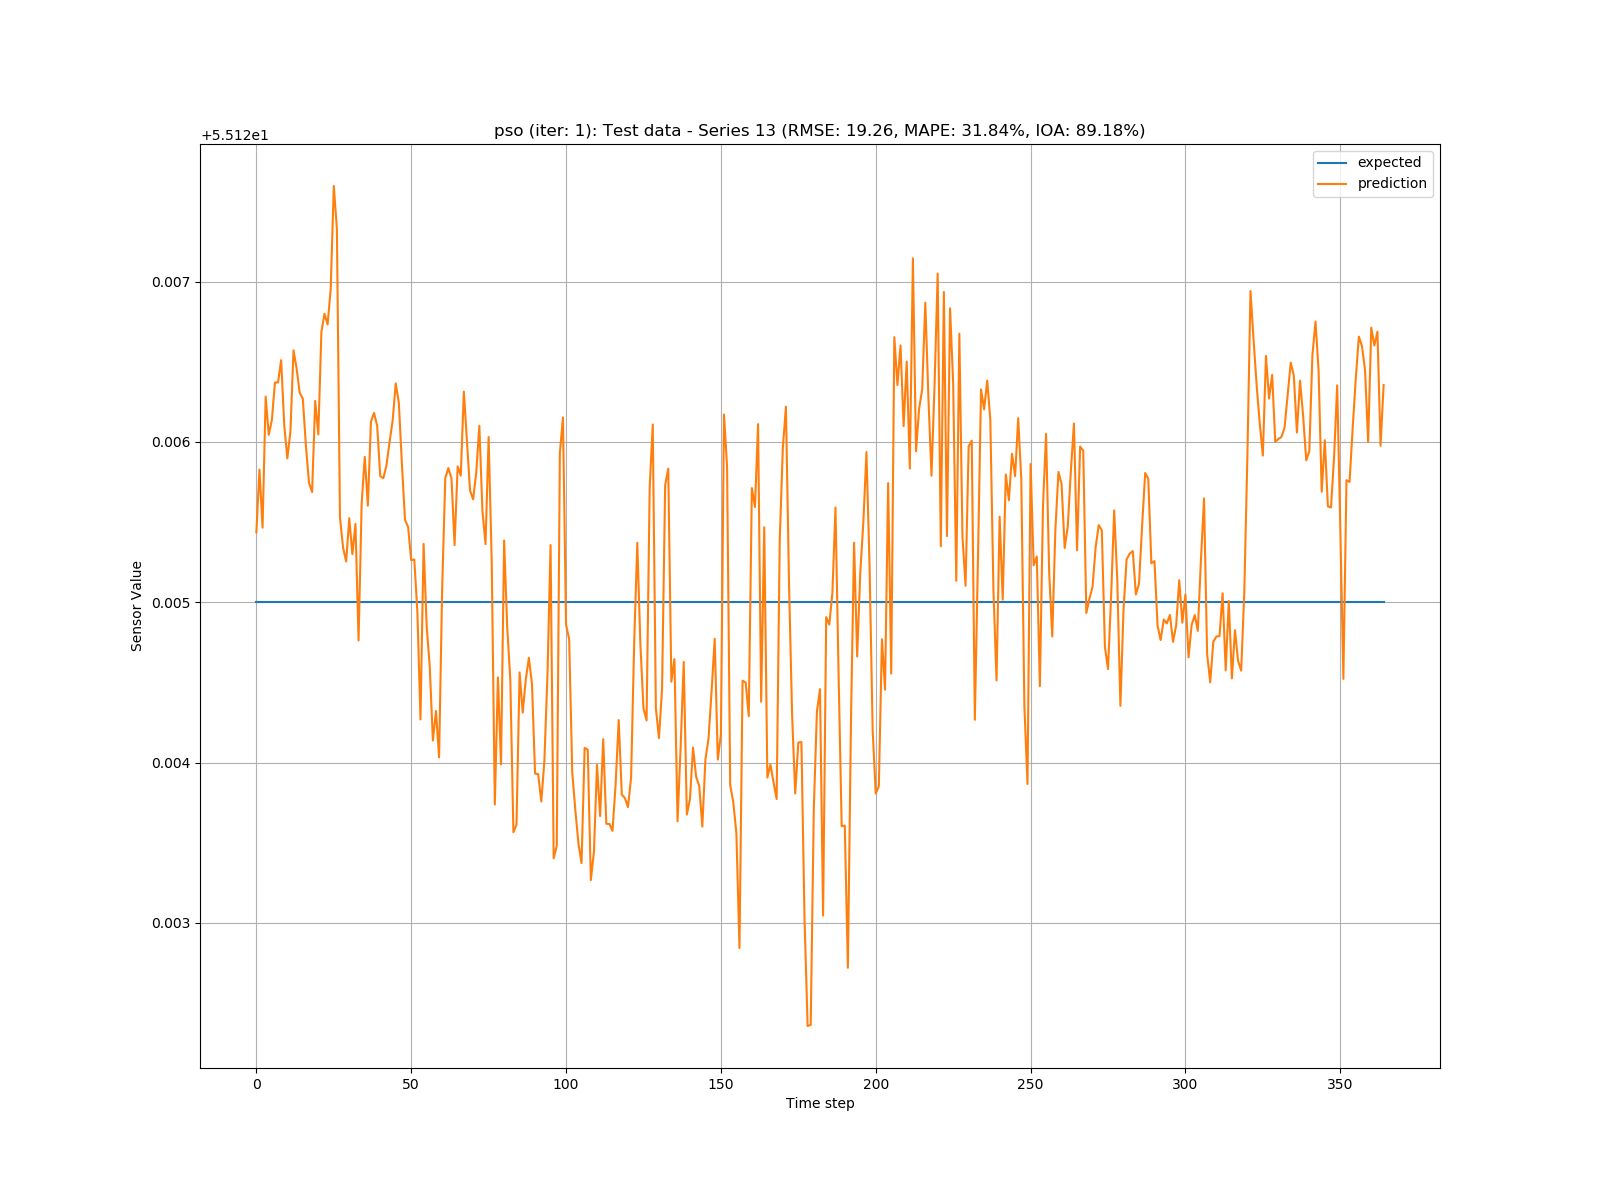 pso (iter: 1): Test data - Series 13 (RMSE: 19.26, MAPE: 31.84%, IOA: 89.18%)
+5.512e1
expected
prediction
0.007
0.006
0.005
0.004
0.003
Sensor Value
0 50 100 150 200 250 300 350
Time step